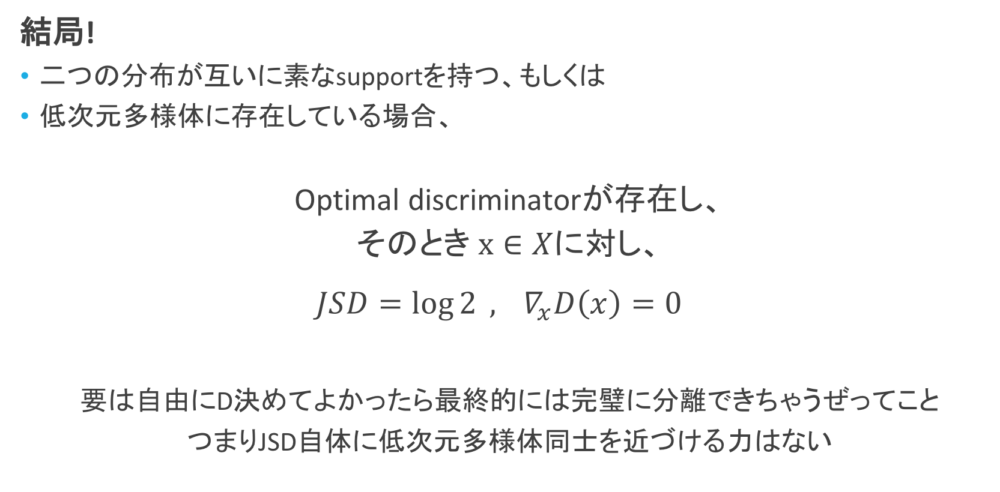 結局!
• 二つの分布が互いに素なsupportを持つ、もしくは
• 低次元多様体に存在している場合、
Optimal discriminatorが存在し、
そのとき x ∈ Xに対し、
JSD = log 2 , ∇ₓD(x) = 0
要は自由にD決めてよかったら最終的には完璧に分離できちゃうぜってこと
つまりJSD自体に低次元多様体同士を近づける力はない